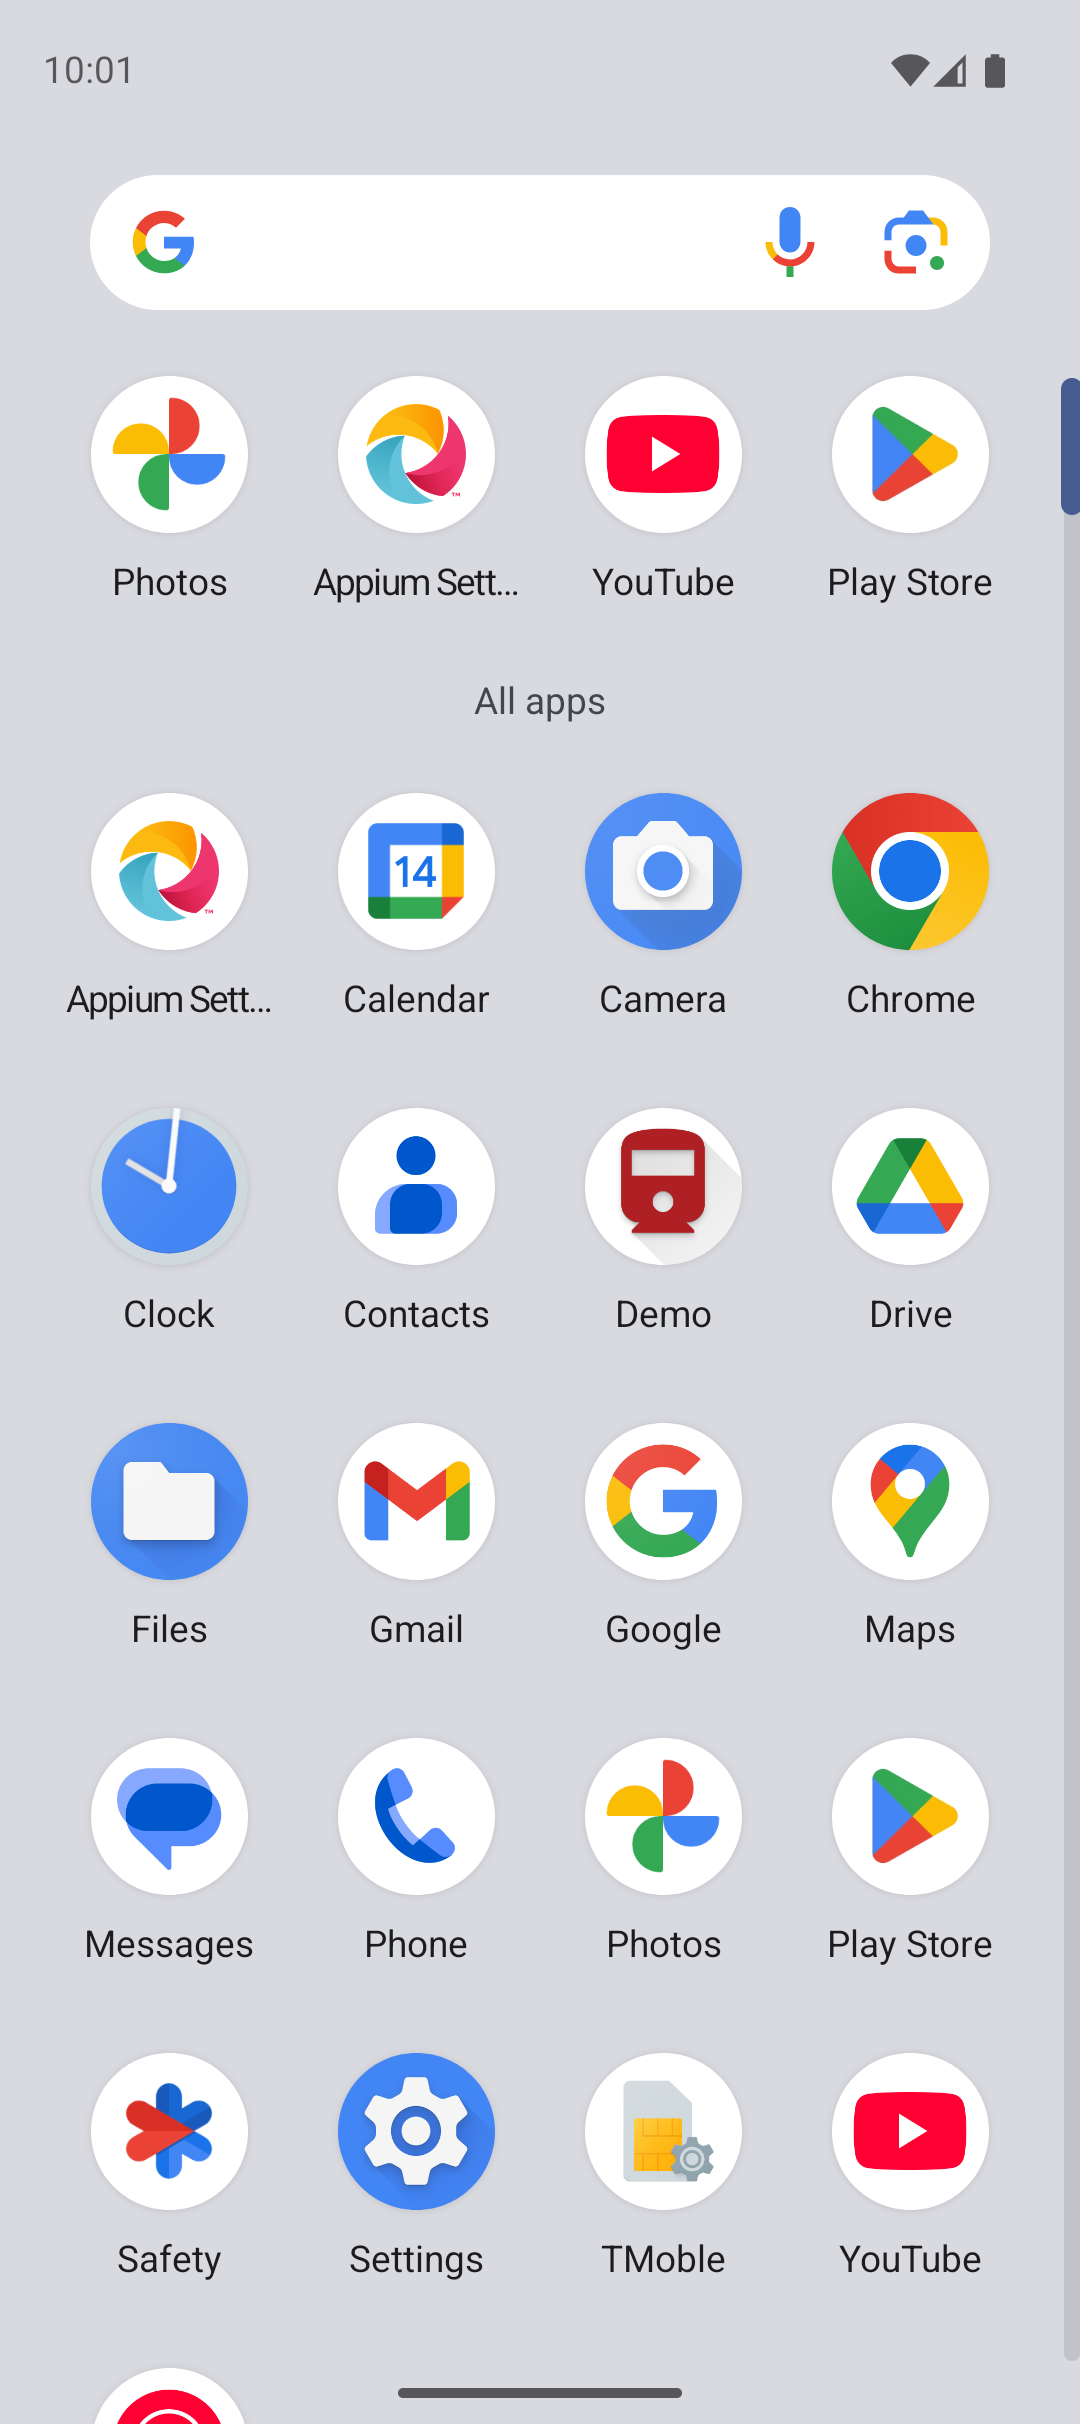 10:01
Photos
Appium Sett...
YouTube
Play Store
All apps
Appium Sett...
14
Calendar
Camera
Chrome
Clock
Contacts
Demo
Drive
Files
Gmail
Google
Maps
Messages
Phone
Photos
Play Store
Safety
Settings
TMoble
YouTube